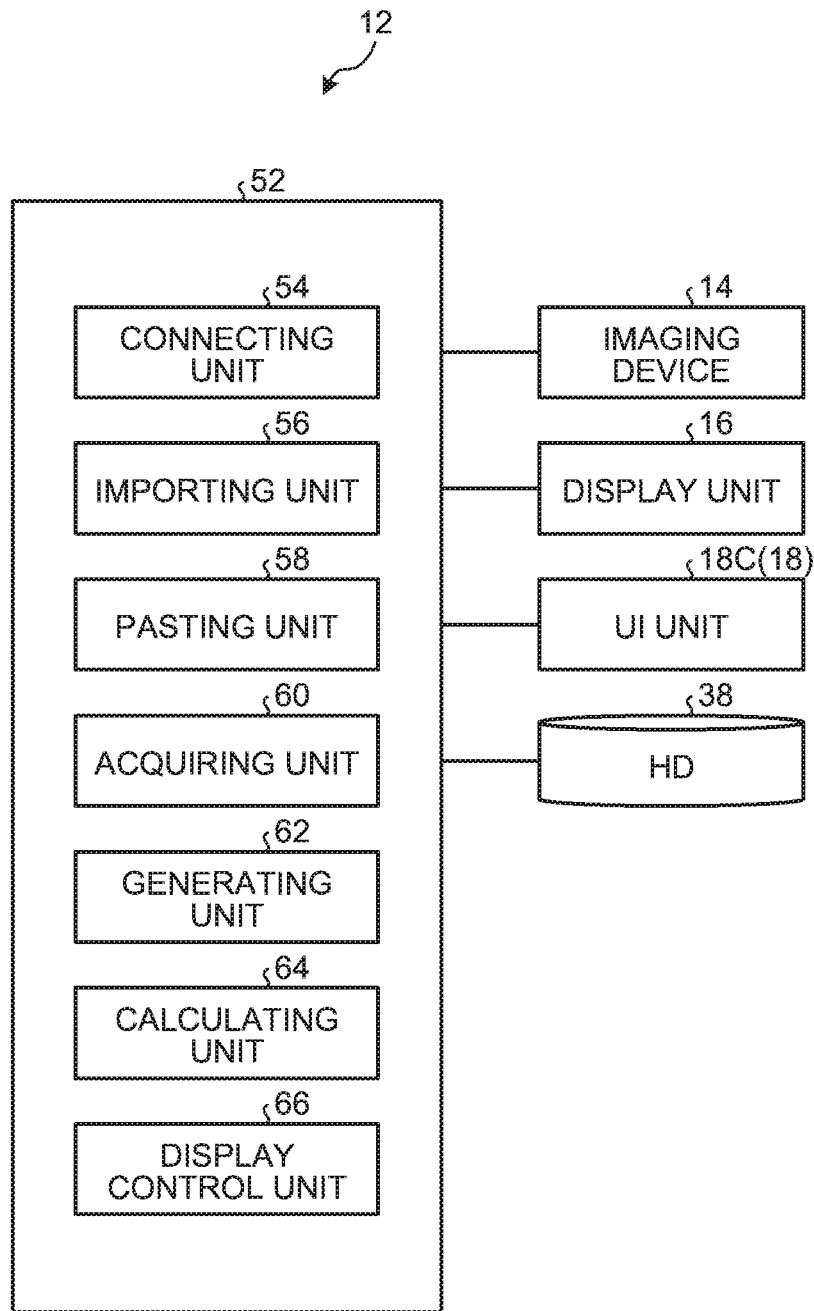 12
52
54
CONNECTING
UNIT
56
IMPORTING UNIT
58
PASTING UNIT
60
ACQUIRING UNIT
62
GENERATING
UNIT
64
CALCULATING
UNIT
66
DISPLAY
CONTROL UNIT
14
IMAGING
DEVICE
16
DISPLAY UNIT
18C(18)
UI UNIT
38
HD